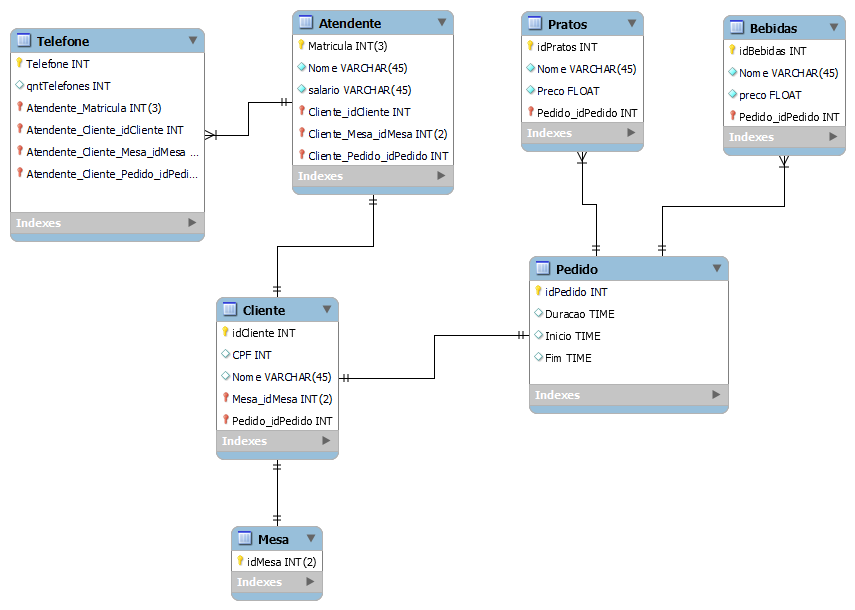 Telefone
Telefone INT
qntTelefones INT
Atendente_Matricula INT(3)
Atendente_Cliente_idCliente INT
Atendente_Cliente_Mesa_idMesa ...
Atendente_Cliente_Pedido_idPedi...
Indexes
Atendente
Matricula INT(3)
Nome VARCHAR(45)
salario VARCHAR(45)
Cliente_idCliente INT
Cliente_Mesa_idMesa INT(2)
Cliente_Pedido_idPedido INT
Indexes
Pratos
idPratos INT
Nome VARCHAR(45)
Preco FLOAT
Pedido_idPedido INT
Indexes
Bebidas
idBebidas INT
Nome VARCHAR(45)
preco FLOAT
Pedido_idPedido INT
Indexes
Cliente
idCliente INT
CPF INT
Nome VARCHAR(45)
Mesa_idMesa INT(2)
Pedido_idPedido INT
Indexes
Pedido
idPedido INT
Duracao TIME
Inicio TIME
Fim TIME
Indexes
Mesa
idMesa INT(2)
Indexes